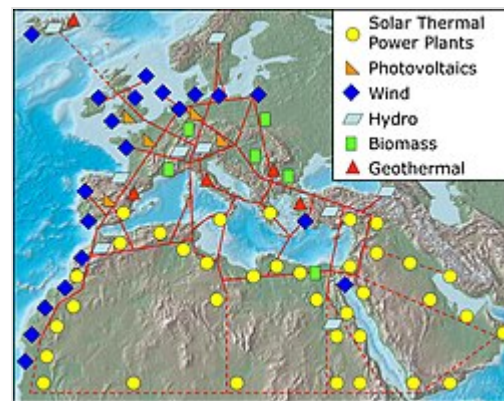 Solar Thermal
Power Plants
Photovoltaics
Wind
Hydro
Biomass
Geothermal